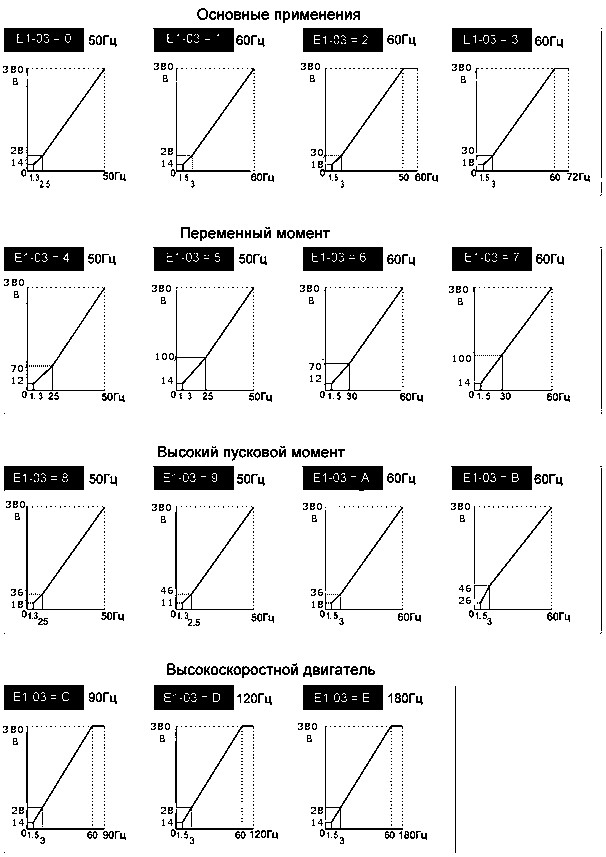 Основные применения
E1-03 = 0 50Гц E1-03 = 1 60Гц E1-03 = 2 60Гц E1-03 = 3 60Гц
380 380 380 380
В В В В
28 28 30 30
14 14 18 18
0 1.3 2.5 50Гц 0 1.5 3 60Гц 0 1.5 3 50 60Гц 0 1.5 3 60 72Гц
Переменный момент
E1-03 = 4 50Гц E1-03 = 5 50Гц E1-03 = 6 60Гц E1-03 = 7 60Гц
380 380 380 380
В В В В
70 100 70 100
12 14 12 14
0 1.3 25 50Гц 0 1 3 25 50Гц 0 1.5 30 60Гц 0 1.5 30 60Гц
Высокий пусковой момент
E1-03 = 8 50Гц E1-03 = 9 50Гц E1-03 = A 60Гц E1-03 = B 60Гц
380 380 380 380
В В В В
36 46 36 46
18 11 18 26
0 1.3 25 50Гц 0 1.3 2.5 50Гц 0 1.5 3 60Гц 0 1.5 3 60Гц
Высокоскоростной двигатель
E1-03 = C 90Гц E1-03 = D 120Гц E1-03 = E 180Гц
380 380 380
В В В
28 28 28
14 14 14
0 1.5 3 60 90Гц 0 1.5 3 60 120Гц 0 1.5 3 60 180Гц